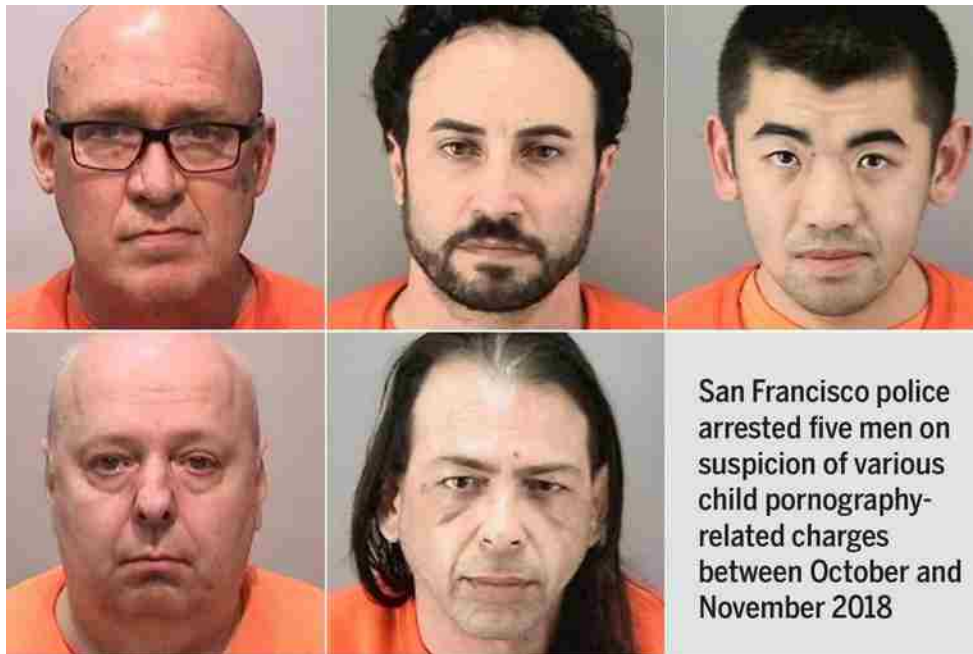 San Francisco police
arrested five men on
suspicion of various
child pornography-
related charges
between October and
November 2018